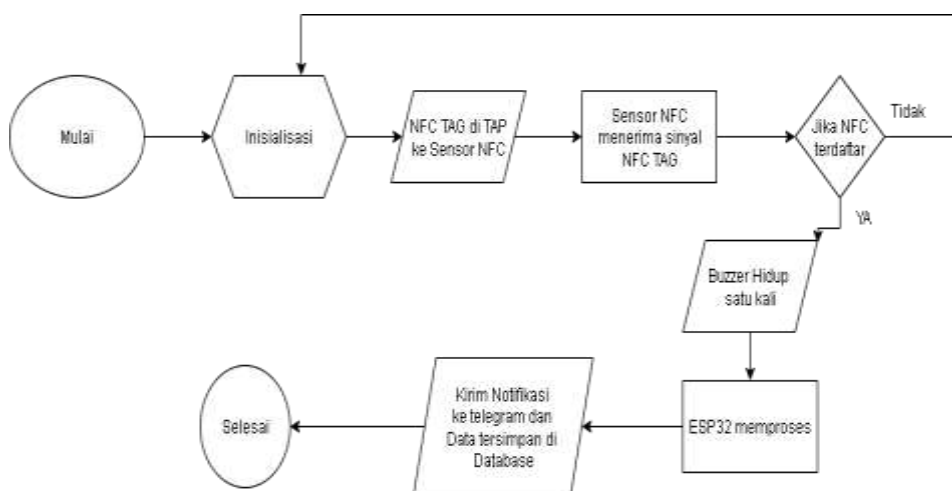 Mulai
Inisialisasi
NFC TAG di TAP
ke Sensor NFC
Sensor NFC
menerima sinyal
NFC TAG
Jika NFC
terdaftar
Tidak
YA
Buzzer Hidup
satu kali
ESP32 memproses
Kirim Notifikasi
ke telegram dan
Data tersimpan di
Database
Selesai